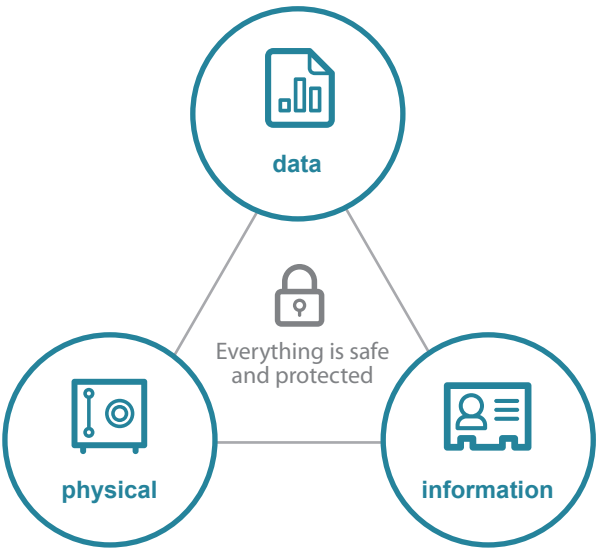 data
Everything is safe
and protected
physical
information